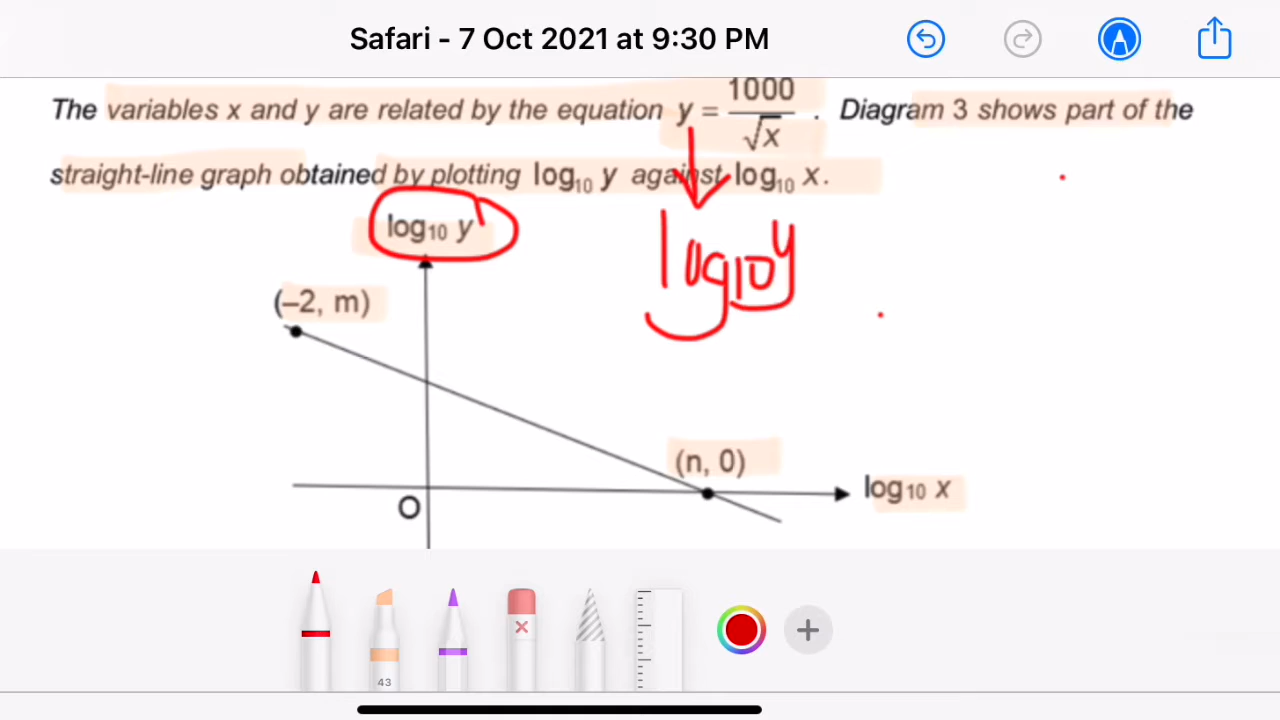 Safari - 7 Oct 2021 at 9:30 PM
The variables x and y are related by the equation y = 1000/√x . Diagram 3 shows part of the
straight-line graph obtained by plotting log₁₀ y against log₁₀ x.
log₁₀ y
log₁₀ y
(–2, m)
(n, 0)
log₁₀ x
O
43